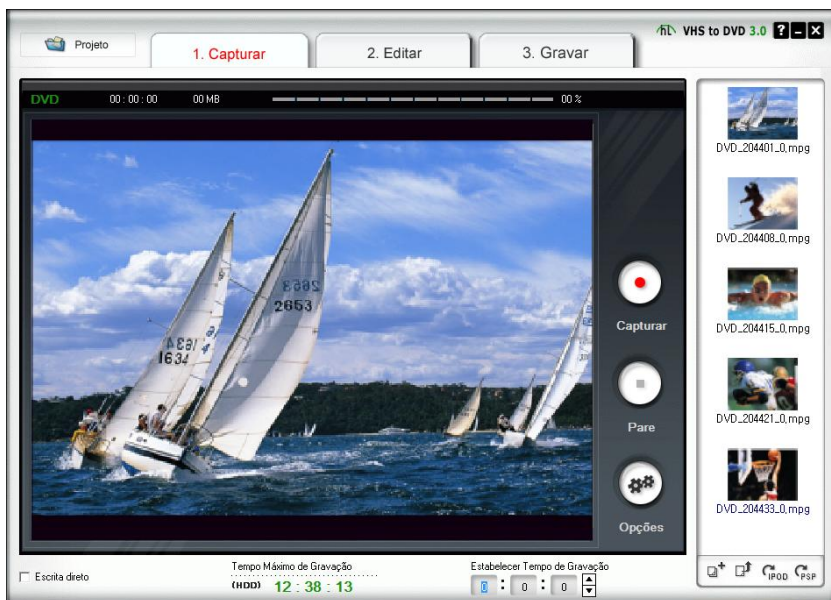 Projeto
1. Capturar
2. Editar
3. Gravar
VHS to DVD 3.0 ? – X
DVD 00 : 00 : 00 00 MB 00 %
2653
2653
1634
1634
Capturar
Pare
Opções
DVD_204401_0.mpg
DVD_204408_0.mpg
DVD_204415_0.mpg
DVD_204421_0.mpg
DVD_204433_0.mpg
IPOD PSP
Escrita direto
Tempo Máximo de Gravação
(HDD) 12 : 38 : 13
Estabelecer Tempo de Gravação
0 : 0 : 0